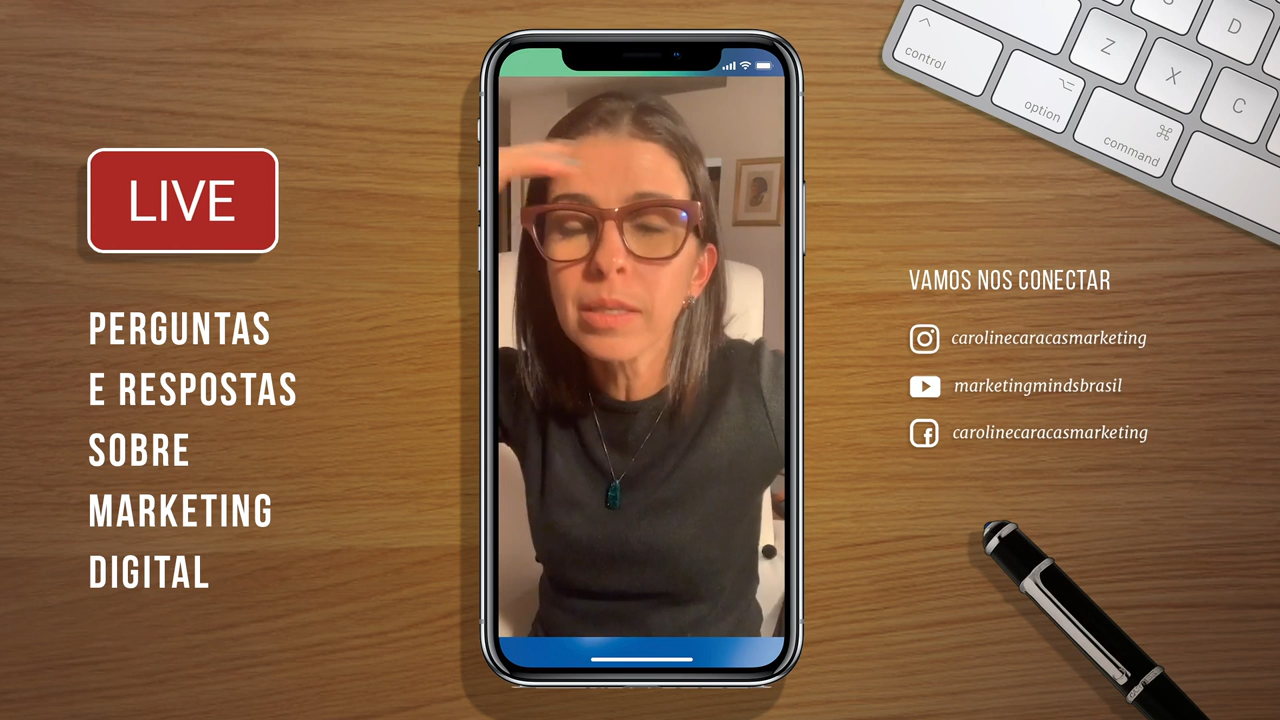 LIVE
PERGUNTAS
E RESPOSTAS
SOBRE
MARKETING
DIGITAL
VAMOS NOS CONECTAR
carolinecaracasmarketing
marketingmindsbrasil
carolinecaracasmarketing
control
option
⌘
command
Z
X
C
S
D